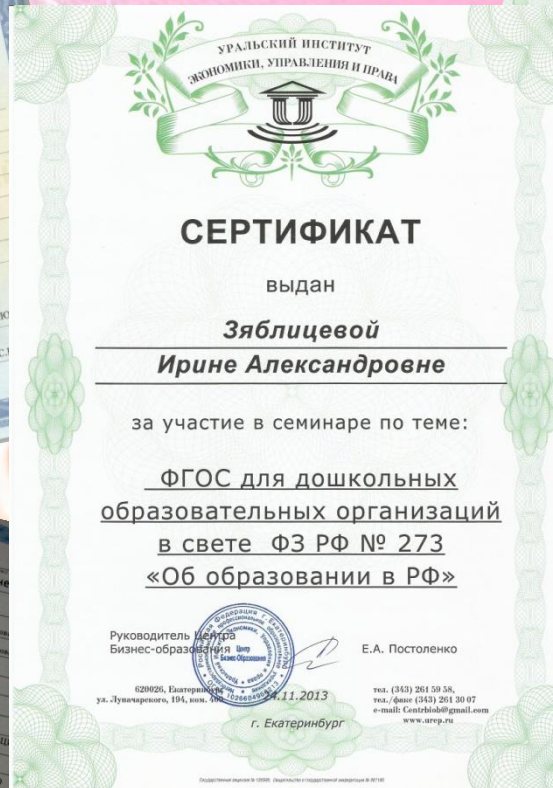 УРАЛЬСКИЙ ИНСТИТУТ
ЭКОНОМИКИ, УПРАВЛЕНИЯ И ПРАВА
СЕРТИФИКАТ
выдан
Зяблицевой
Ирине Александровне
за участие в семинаре по теме:
ФГОС для дошкольных
образовательных организаций
в свете ФЗ РФ № 273
«Об образовании в РФ»
Руководитель Центра
Бизнес-образования
Центр
Бизнес-Образования
Е.А. Постоленко
620026, Екатеринбург
ул. Луначарского, 194, ком.
.11.2013
г. Екатеринбург
тел. (343) 261 59 58,
тел./факс (343) 261 30 07
e-mail: Centrbiob@gmail.com
www.urep.ru